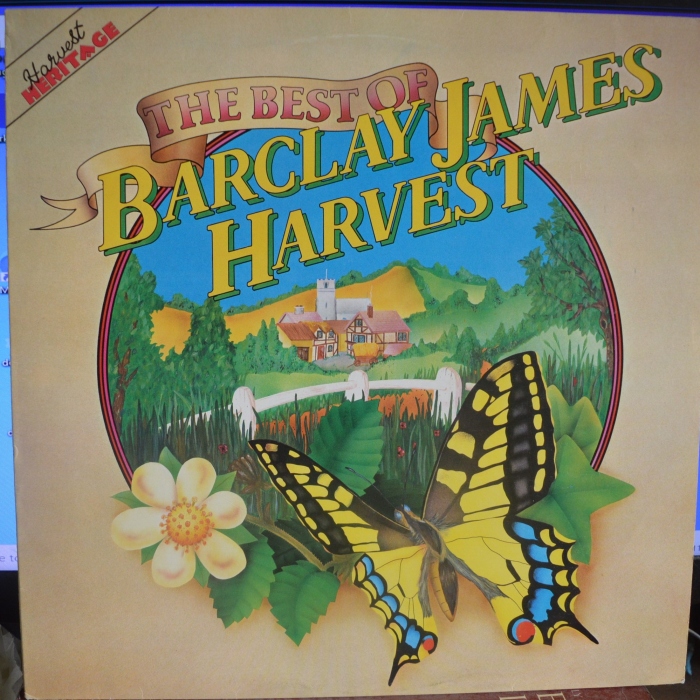 Harvest
HERITAGE
THE BEST OF
BARCLAY JAMES
HARVEST